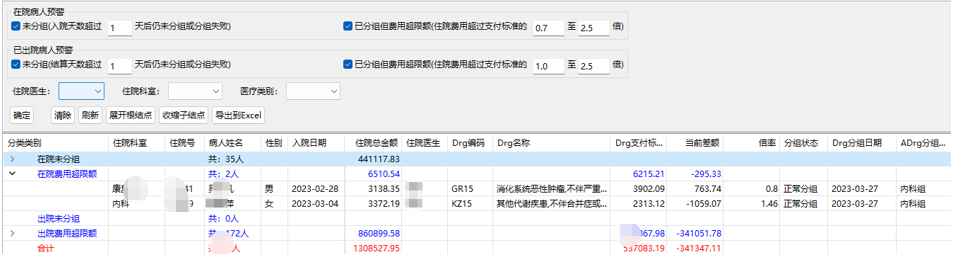 在院病人预警
未分组(入院天数超过 1 天后仍未分组或分组失败) 已分组但费用超限额(住院费用超过支付标准的 0.7 至 2.5 倍)
已出院病人预警
未分组(结算天数超过 1 天后仍未分组或分组失败) 已分组但费用超限额(住院费用超过支付标准的 1.0 至 2.5 倍)
住院医生: 住院科室: 医疗类别:
确定 清除 刷新 展开根结点 收缩子结点 导出到Excel
分类类别 住院科室 住院号 病人姓名 性别 入院日期 住院总金额 住院医生 Drg编码 Drg名称 Drg支付标... 当前差额 倍率 分组状态 Drg分组日期 ADrg分组...
在院未分组 共: 35人 441117.83
在院费用超限额 共: 2人 6510.54 6215.21 -295.33
41 男 2023-02-28 3138.35 GR15 消化系统恶性肿瘤,不伴严重... 3902.09 763.74 0.8 正常分组 2023-03-27 内科组
内科 9 女 2023-03-04 3372.19 KZ15 其他代谢疾患,不伴合并症或... 2313.12 -1059.07 1.46 正常分组 2023-03-27 内科组
出院未分组 共: 0人
出院费用超限额 172人 860899.58 367.98 -341051.78
合计 人 1308527.95 537083.19 -341347.11